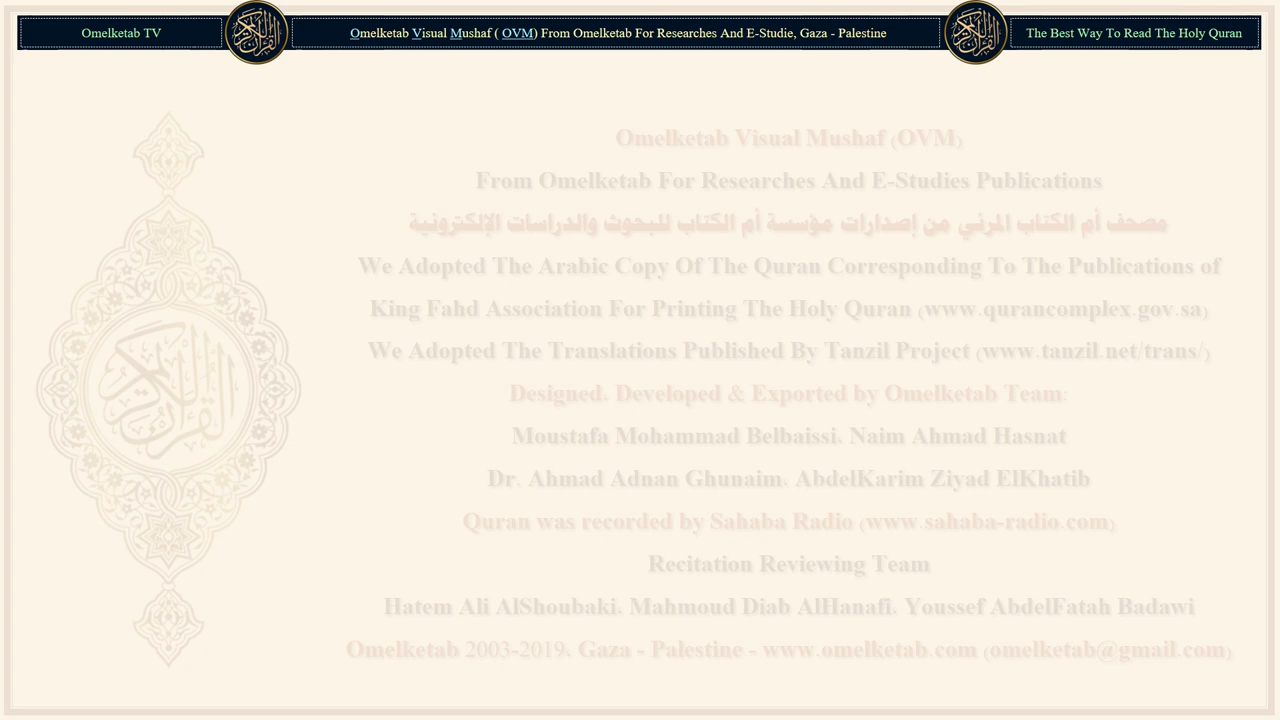 Omelketab TV
Omelketab Visual Mushaf ( OVM) From Omelketab For Researches And E-Studie, Gaza - Palestine
The Best Way To Read The Holy Quran
Omelketab Visual Mushaf (OVM)
From Omelketab For Researches And E-Studies Publications
مصحف أم الكتاب المرئي من إصدارات مؤسسة أم الكتاب للبحوث والدراسات الإلكترونية
We Adopted The Arabic Copy Of The Quran Corresponding To The Publications of
King Fahd Association For Printing The Holy Quran (www.qurancomplex.gov.sa)
We Adopted The Translations Published By Tanzil Project (www.tanzil.net/trans/)
Designed، Developed & Exported by Omelketab Team:
Moustafa Mohammad Belbaissi، Naim Ahmad Hasnat
Dr. Ahmad Adnan Ghunaim، AbdelKarim Ziyad ElKhatib
Quran was recorded by Sahaba Radio (www.sahaba-radio.com)
Recitation Reviewing Team
Hatem Ali AlShoubaki، Mahmoud Diab AlHanafi، Youssef AbdelFatah Badawi
Omelketab 2003-2019، Gaza - Palestine - www.omelketab.com (omelketab@gmail.com)
القرآن الكريم
القرآن الكريم
القرآن الكريم